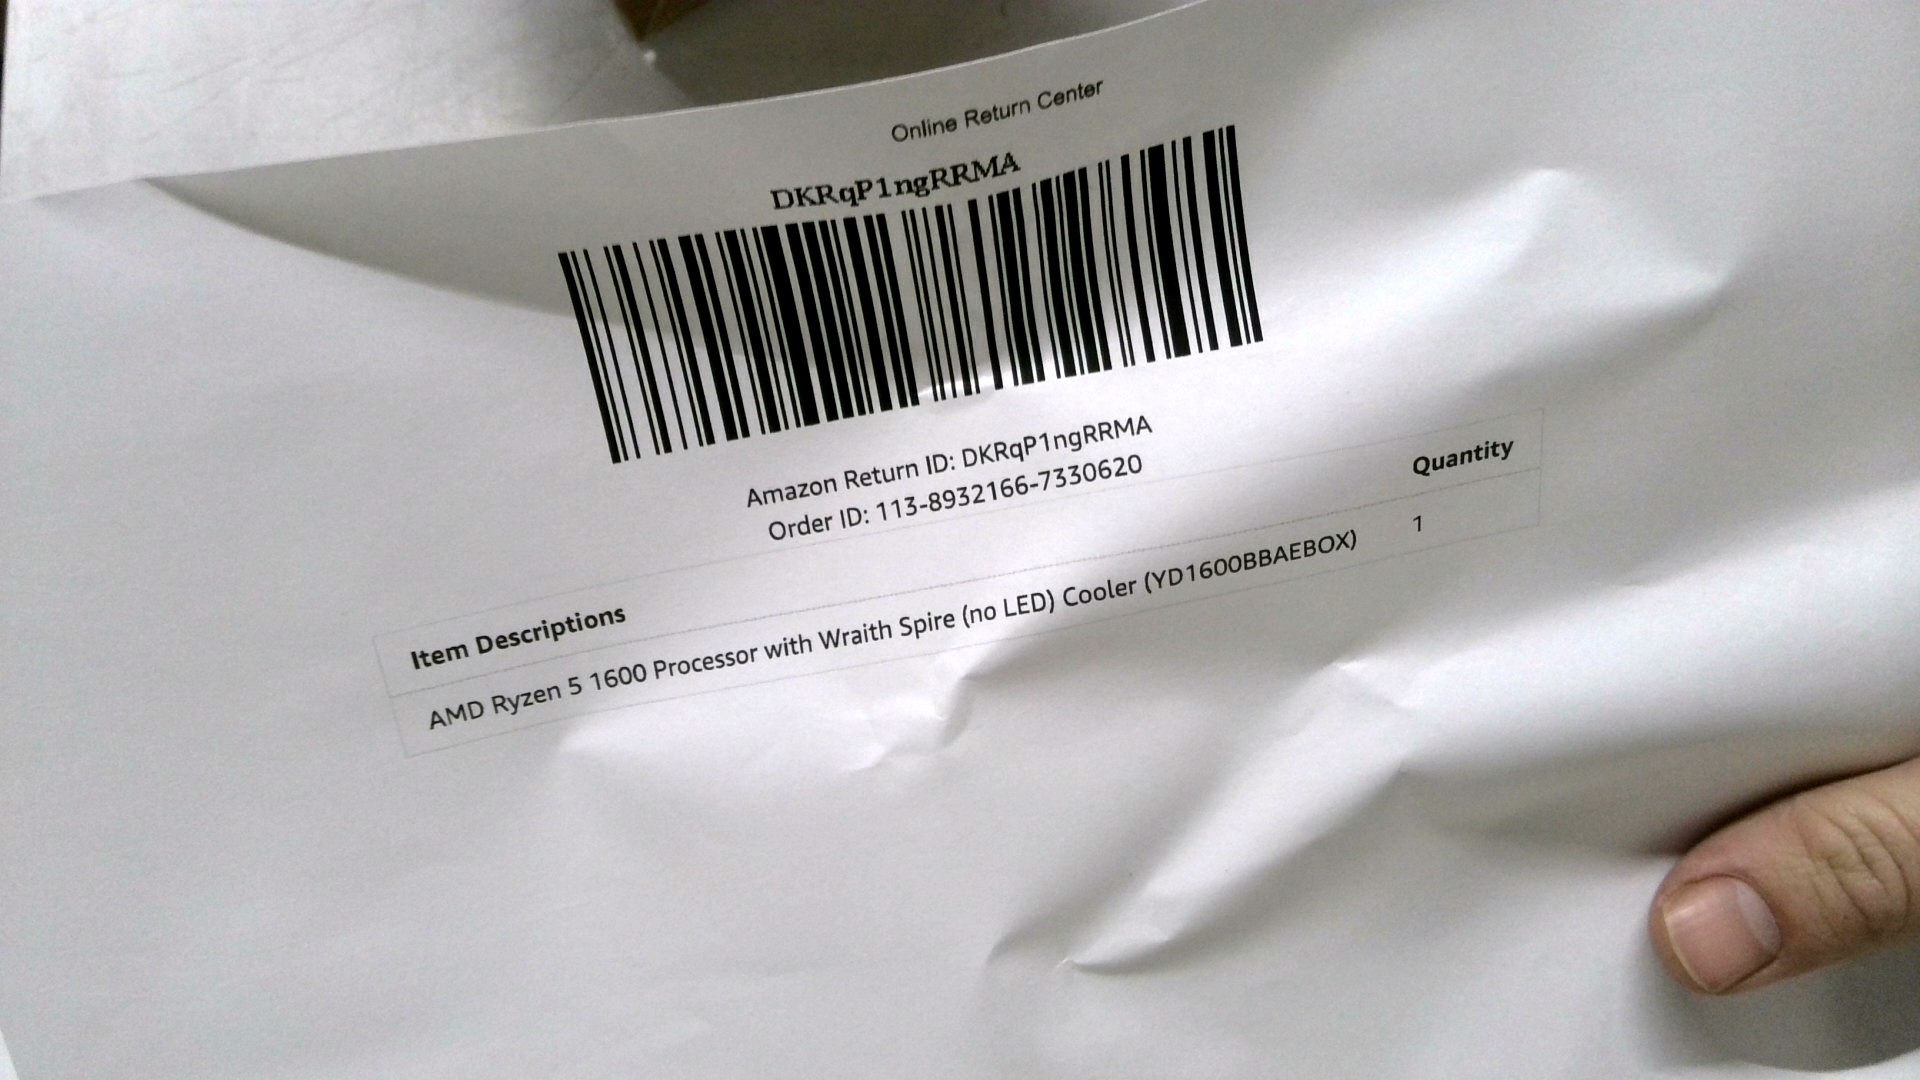 Online Return Center
DKRqP1ngRRMA
Amazon Return ID: DKRqP1ngRRMA
Order ID: 113-8932166-7330620
Item Descriptions Quantity
AMD Ryzen 5 1600 Processor with Wraith Spire (no LED) Cooler (YD1600BBAEBOX) 1